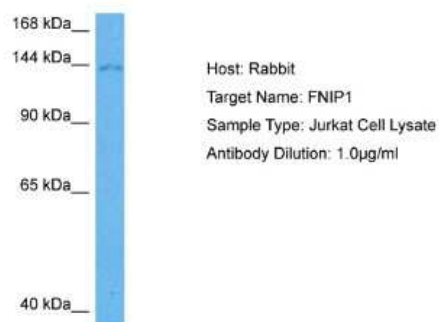 168 kDa
144 kDa
90 kDa
65 kDa
40 kDa
Host: Rabbit
Target Name: FNIP1
Sample Type: Jurkat Cell Lysate
Antibody Dilution: 1.0µg/ml